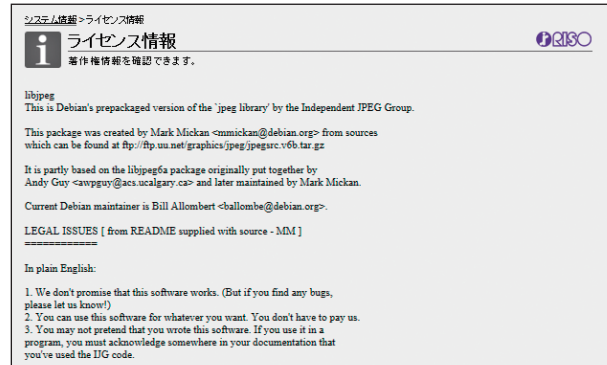 システム情報>ライセンス情報
ライセンス情報
RISO
著作権情報を確認できます。
libjpeg
This is Debian's prepackaged version of the `jpeg library' by the Independent JPEG Group.
This package was created by Mark Mickan <mmickan@debian.org> from sources
which can be found at ftp://ftp.uu.net/graphics/jpeg/jpegsrc.v6b.tar.gz
It is partly based on the libjpeg6a package originally put together by
Andy Guy <awpguy@acs.ucalgary.ca> and later maintained by Mark Mickan.
Current Debian maintainer is Bill Allombert <ballombe@debian.org>.
LEGAL ISSUES [ from README supplied with source - MM ]
============
In plain English:
1. We don't promise that this software works. (But if you find any bugs,
please let us know!)
2. You can use this software for whatever you want. You don't have to pay us.
3. You may not pretend that you wrote this software. If you use it in a
program, you must acknowledge somewhere in your documentation that
you've used the IJG code.